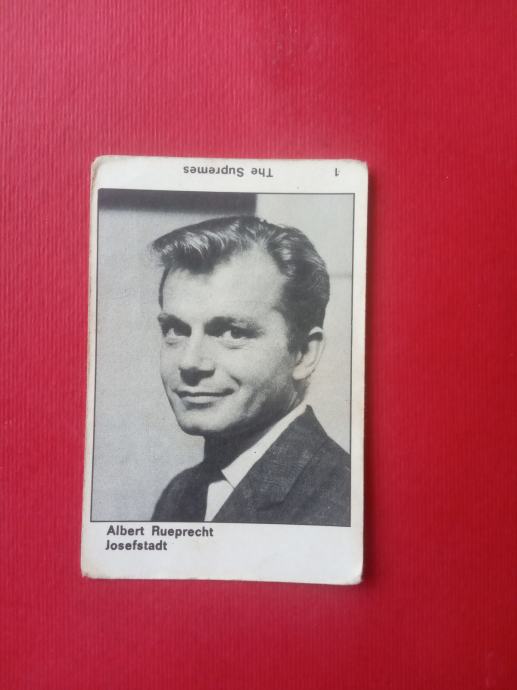 The Supremes 1
Albert Rueprecht
Josefstadt